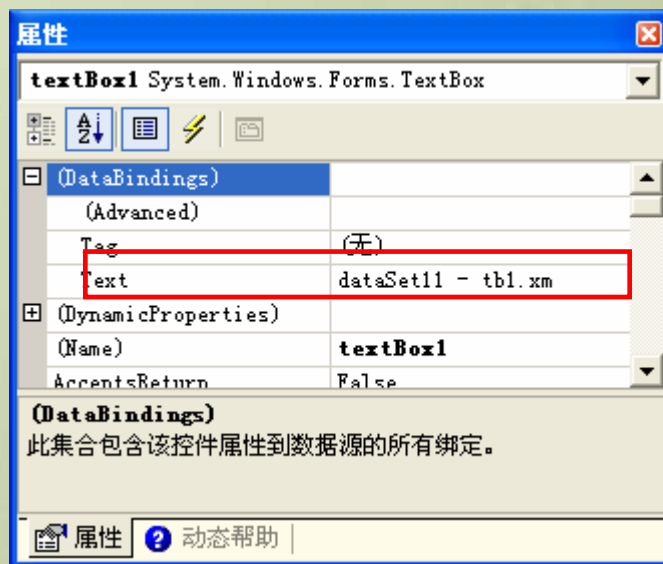 属性
textBox1 System.Windows.Forms.TextBox
(DataBindings)
(Advanced)
Tag (无)
Text dataSet11 - tb1.xm
(DynamicProperties)
(Name) textBox1
AcceptsReturn False
(DataBindings)
此集合包含该控件属性到数据源的所有绑定。
属性 动态帮助